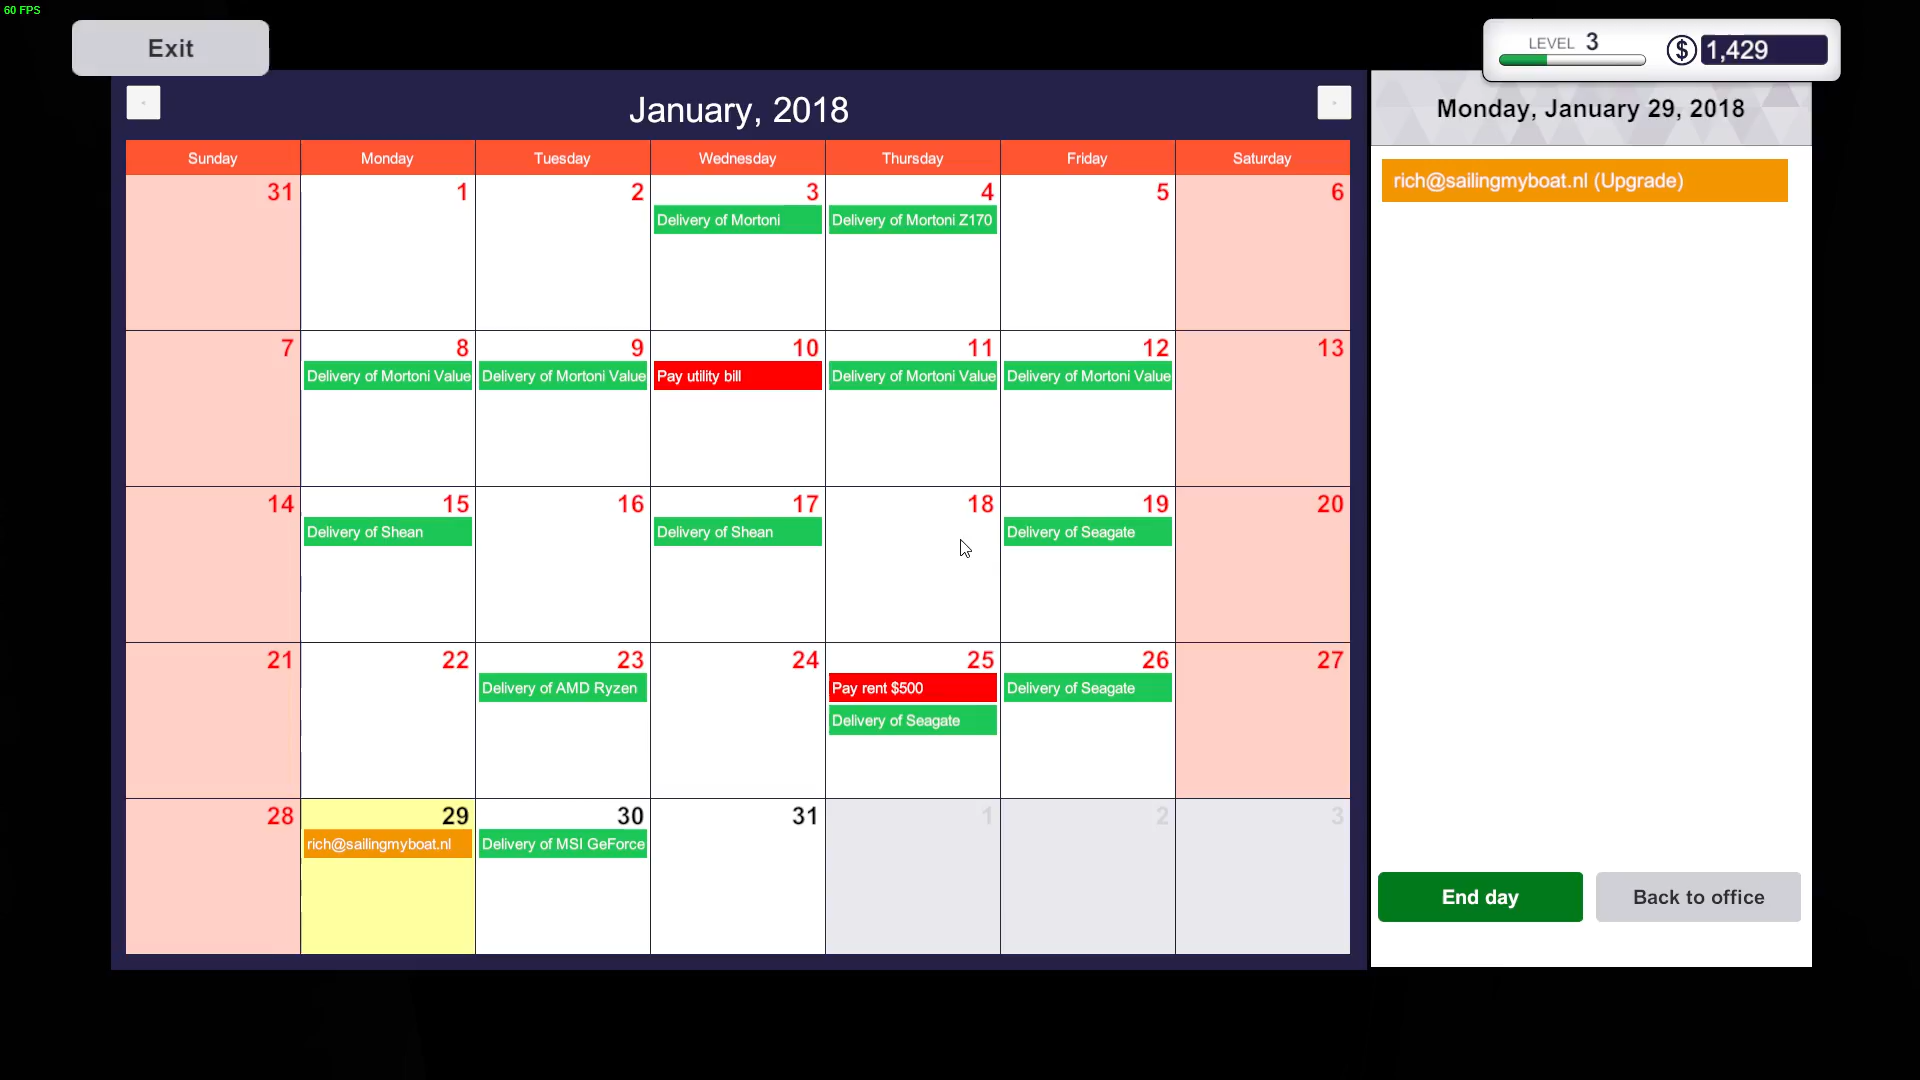 60 FPS
Exit
LEVEL 3
$ 1,429
January, 2018
Monday, January 29, 2018
rich@sailingmyboat.nl (Upgrade)
Sunday Monday Tuesday Wednesday Thursday Friday Saturday
31 1 2 3 4 5 6
Delivery of Mortoni Delivery of Mortoni Z170
7 8 9 10 11 12 13
Delivery of Mortoni Value Delivery of Mortoni Value Pay utility bill Delivery of Mortoni Value Delivery of Mortoni Value
14 15 16 17 18 19 20
Delivery of Shean Delivery of Shean Delivery of Seagate
21 22 23 24 25 26 27
Delivery of AMD Ryzen Pay rent $500 Delivery of Seagate
Delivery of Seagate
28 29 30 31 1 2 3
rich@sailingmyboat.nl Delivery of MSI GeForce
End day Back to office